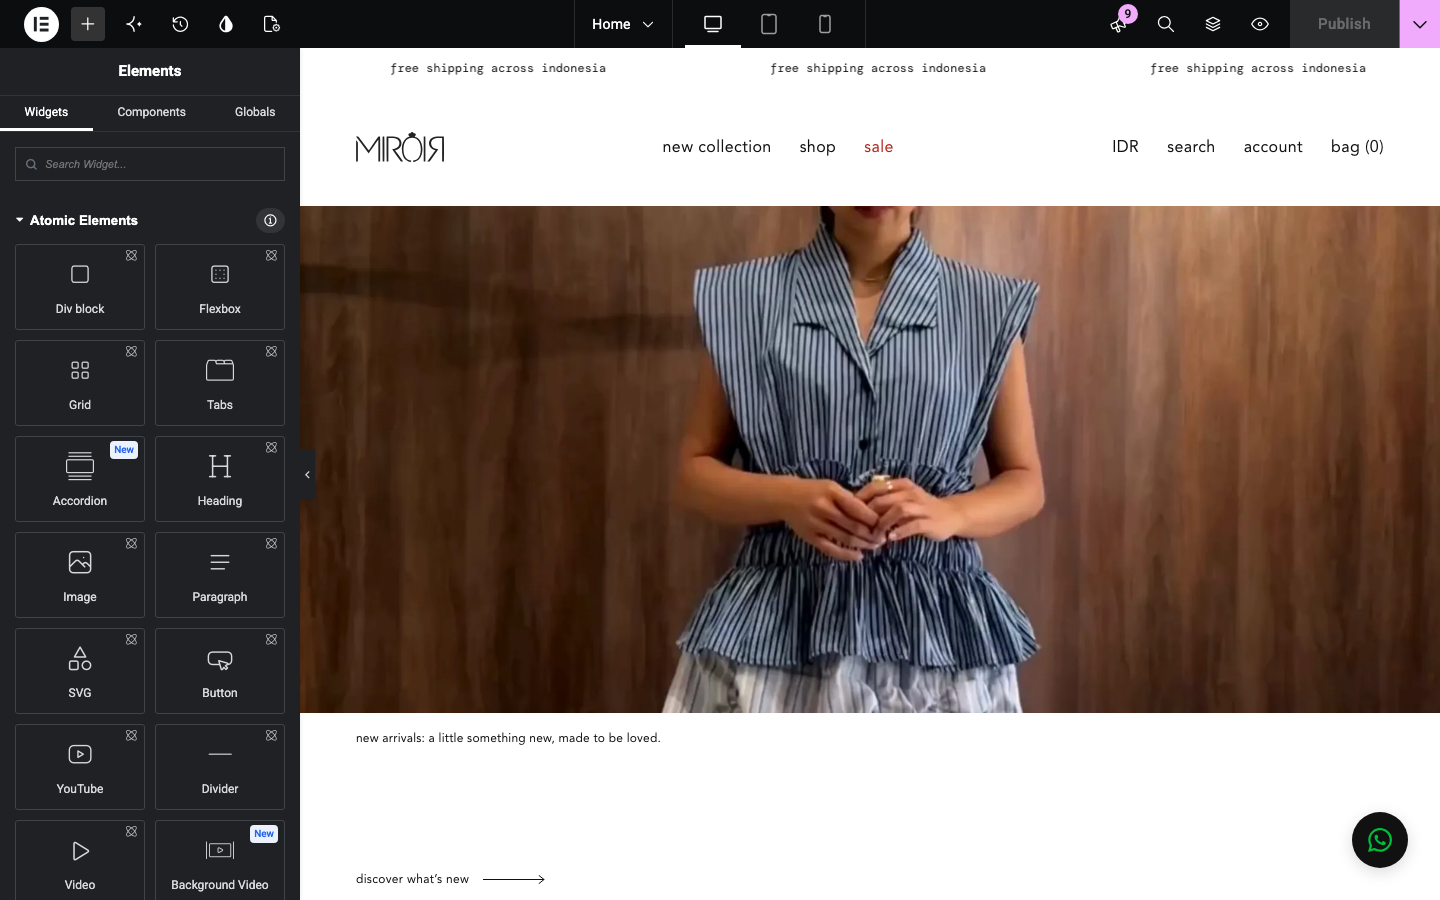 Home
9
Publish
Elements
Widgets Components Globals
Search Widget...
Atomic Elements
Div block
Flexbox
Grid
Tabs
New
Accordion
Heading
Image
Paragraph
SVG
Button
YouTube
Divider
Video
New
Background Video
free shipping across indonesia free shipping across indonesia free shipping across indonesia
MIROIR
new collection shop sale
IDR search account bag (0)
new arrivals: a little something new, made to be loved.
discover what's new